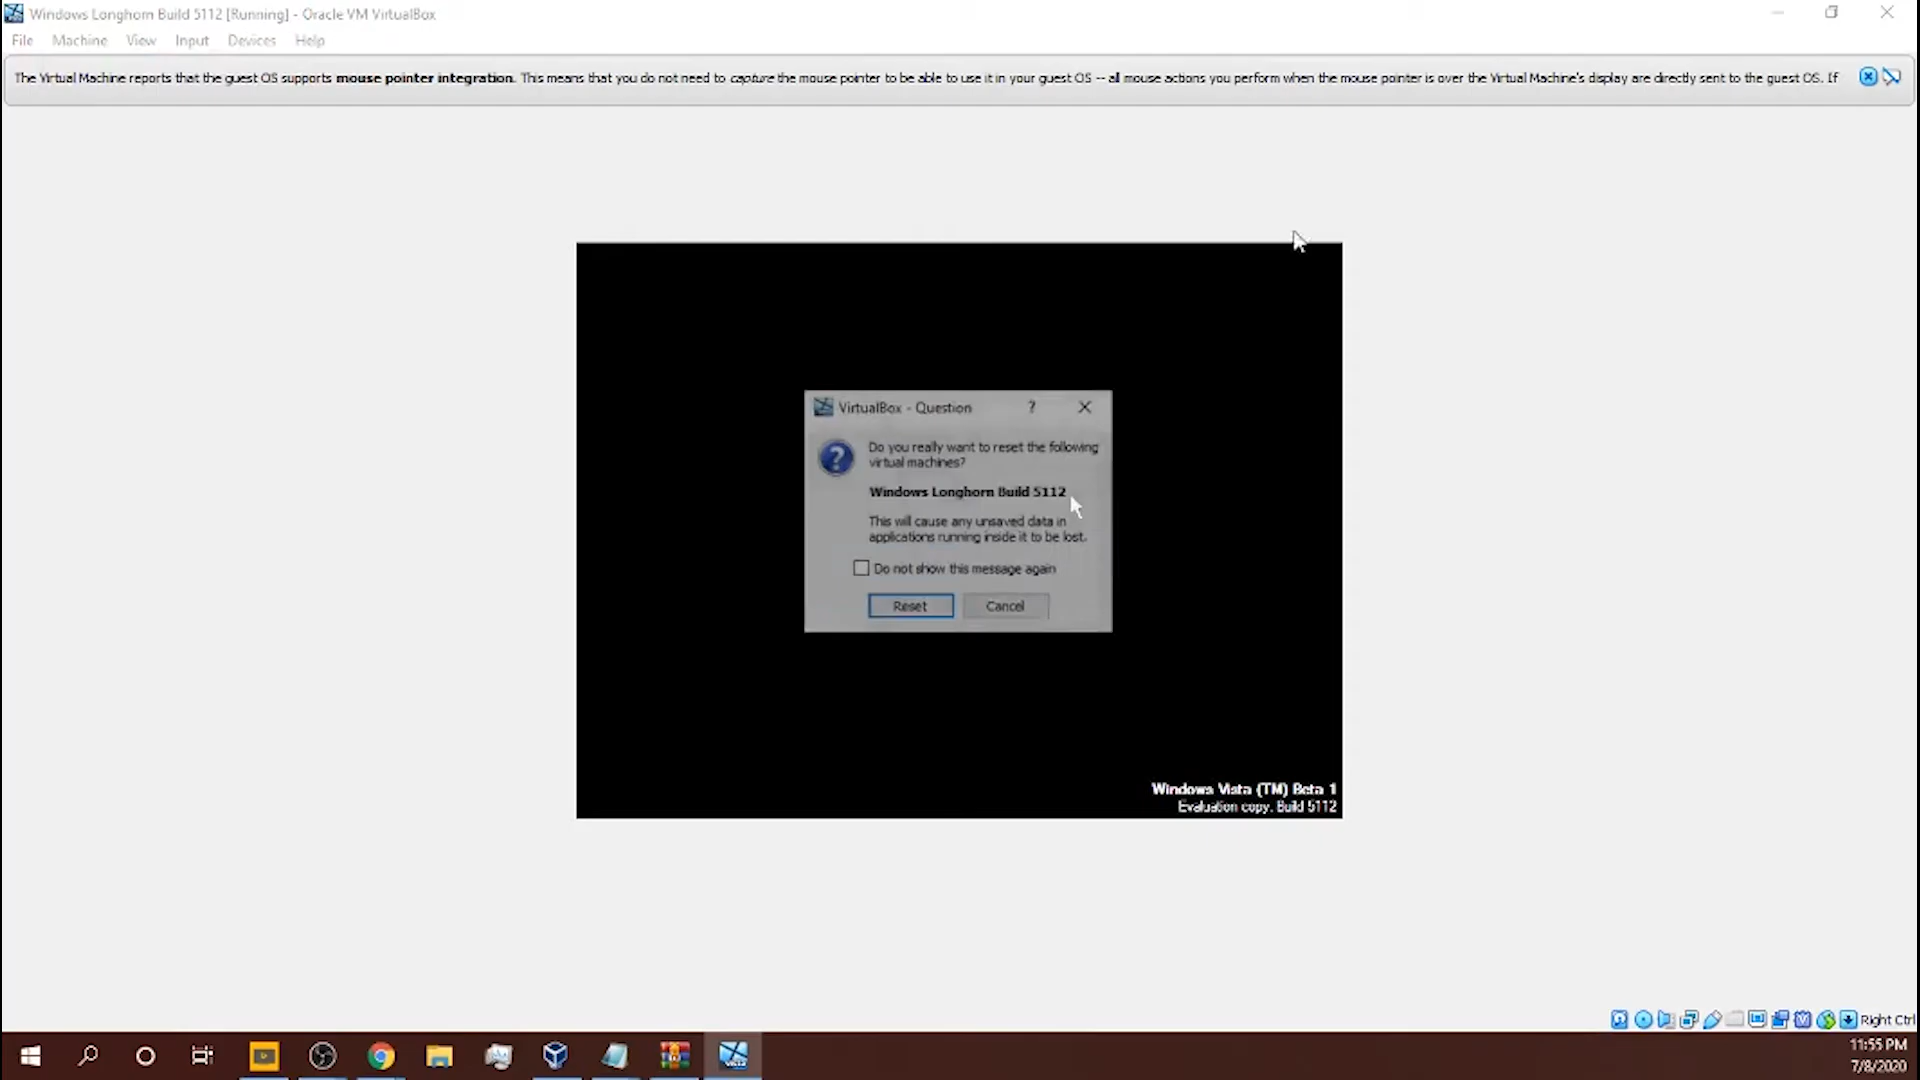 Windows Longhorn Build 5112 [Running] - Oracle VM VirtualBox
File Machine View Input Devices Help
The Virtual Machine reports that the guest OS supports mouse pointer integration. This means that you do not need to capture the mouse pointer to be able to use it in your guest OS -- all mouse actions you perform when the mouse pointer is over the Virtual Machine's display are directly sent to the guest OS. If
VirtualBox - Question
Do you really want to reset the following
virtual machines?
Windows Longhorn Build 5112
This will cause any unsaved data in
applications running inside it to be lost.
Do not show this message again
Reset Cancel
Windows Vista (TM) Beta 1
Evaluation copy. Build 5112
Right Ctrl
11:55 PM
7/8/2020